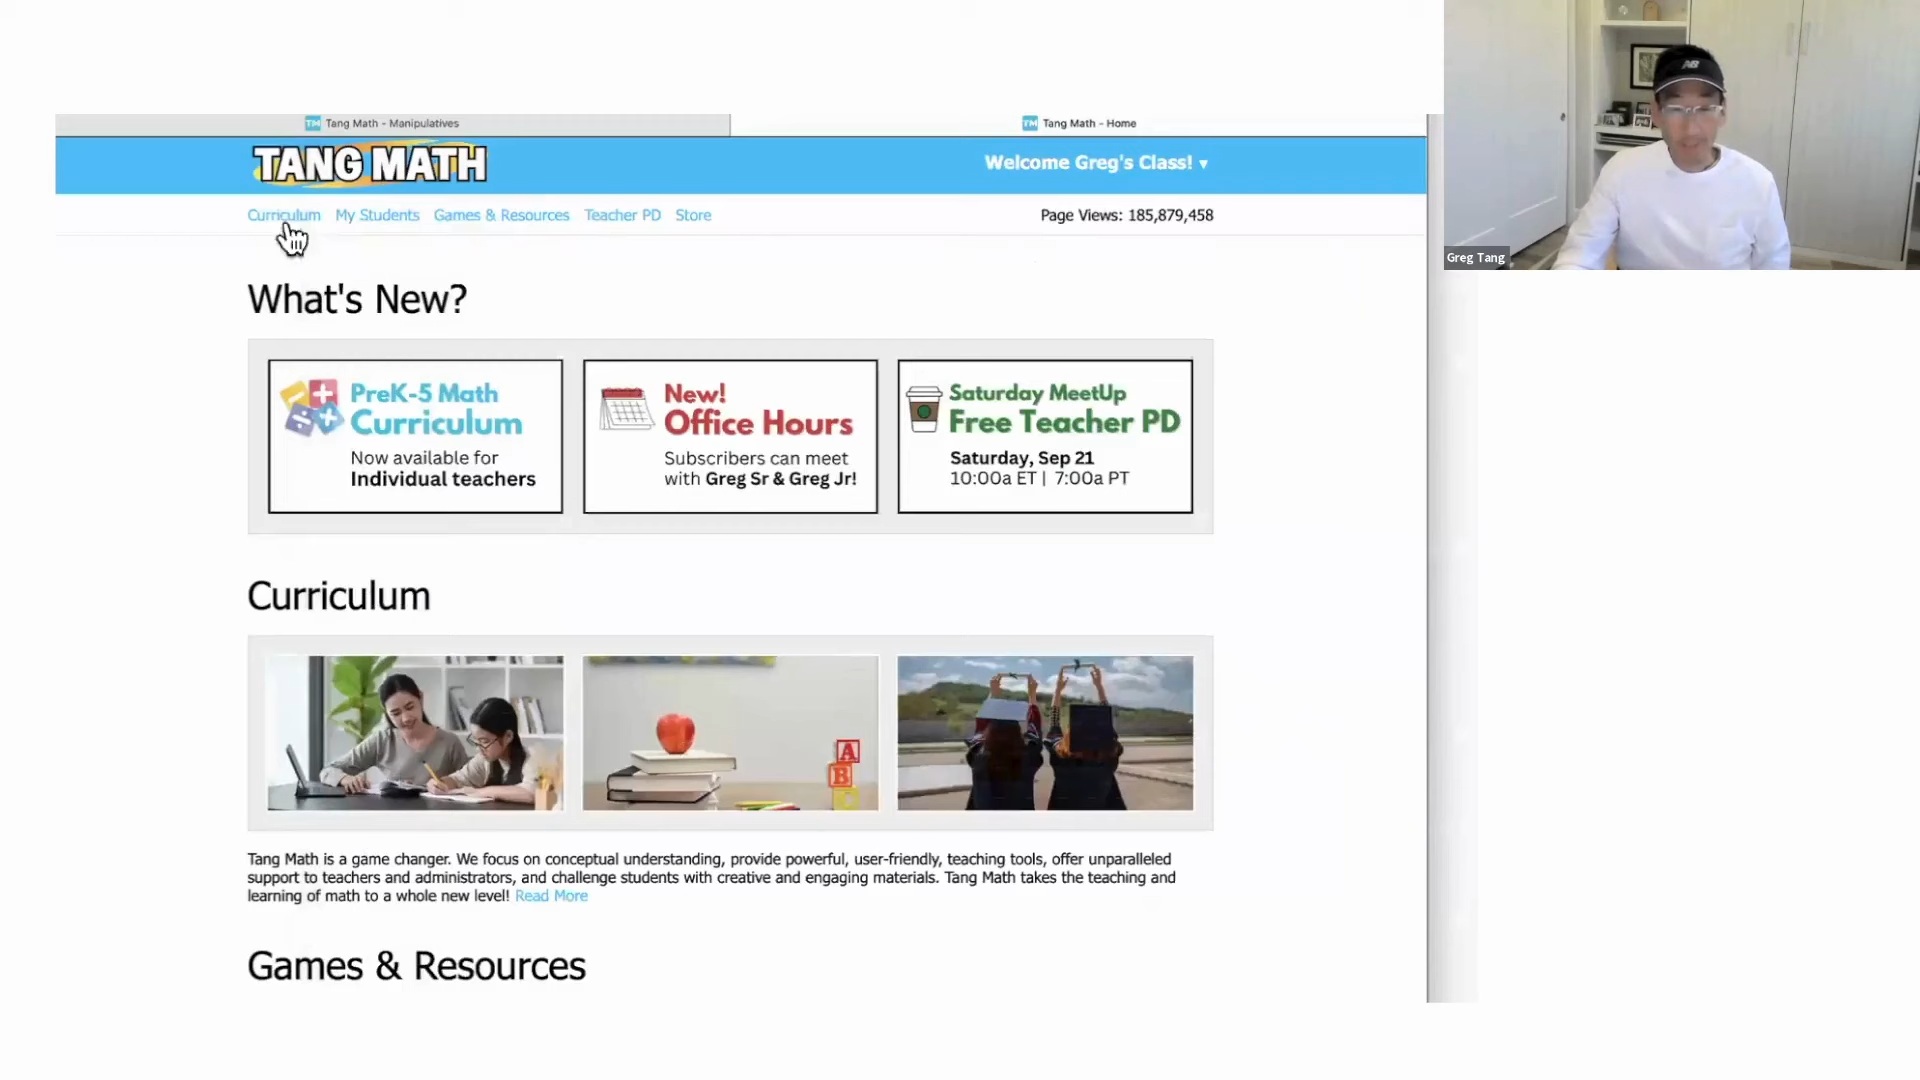 TM Tang Math - Manipulatives
TM Tang Math - Home
TANG MATH
Welcome Greg's Class! ▾
Curriculum My Students Games & Resources Teacher PD Store
Page Views: 185,879,458
NB
Greg Tang
What's New?
PreK-5 Math
Curriculum
Now available for
Individual teachers
New!
Office Hours
Subscribers can meet
with Greg Sr & Greg Jr!
Saturday MeetUp
Free Teacher PD
Saturday, Sep 21
10:00a ET | 7:00a PT
Curriculum
A
B
Tang Math is a game changer. We focus on conceptual understanding, provide powerful, user-friendly, teaching tools, offer unparalleled
support to teachers and administrators, and challenge students with creative and engaging materials. Tang Math takes the teaching and
learning of math to a whole new level! Read More
Games & Resources